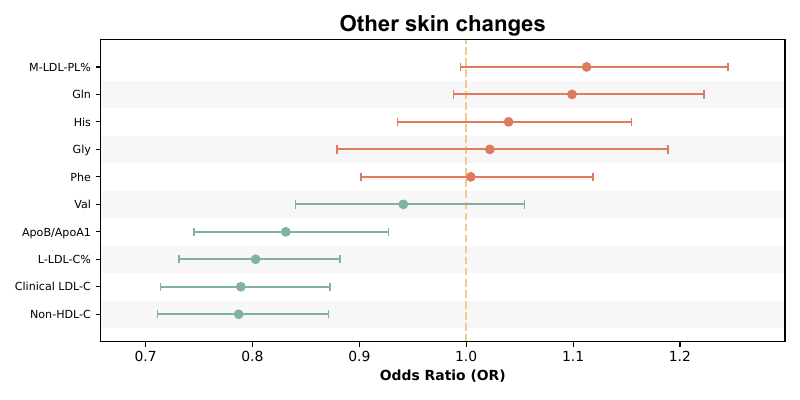 Other skin changes
M-LDL-PL%
Gln
His
Gly
Phe
Val
ApoB/ApoA1
L-LDL-C%
Clinical LDL-C
Non-HDL-C
0.7 0.8 0.9 1.0 1.1 1.2
Odds Ratio (OR)